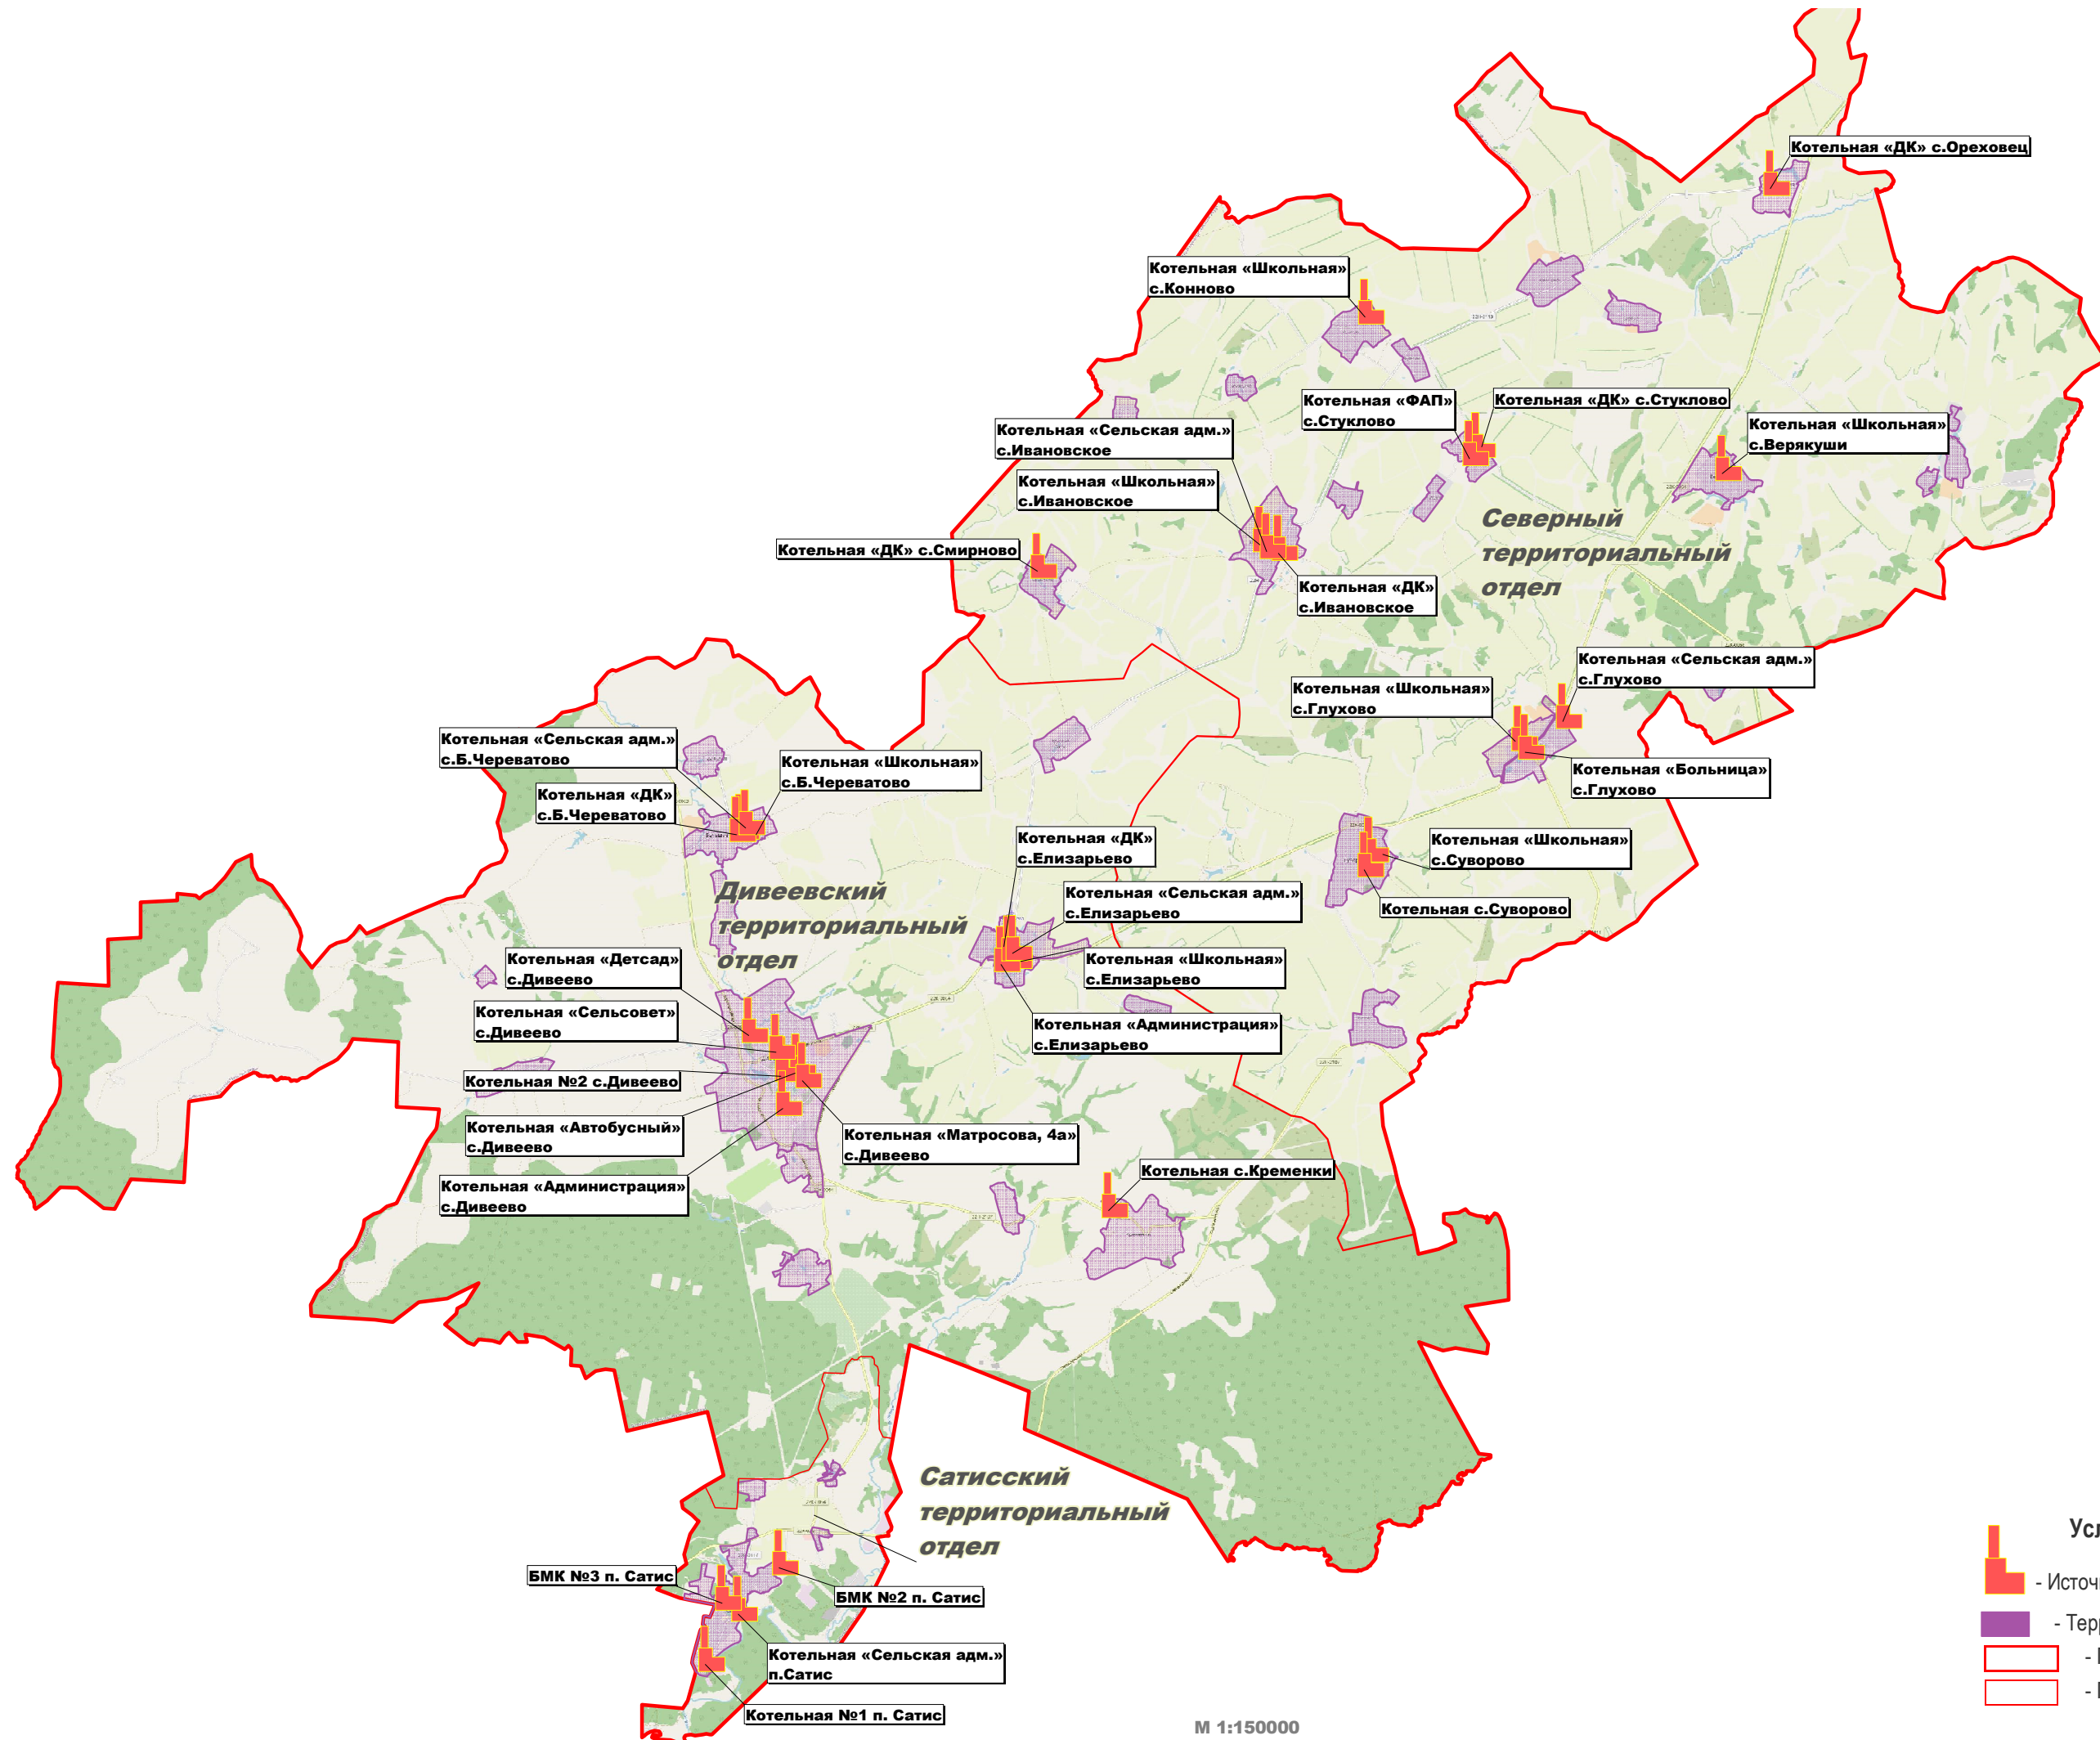 Котельная «ДК» с.Ореховец
Котельная «Школьная»
с.Конново
Котельная «ФАП»
с.Стуклово
Котельная «ДК» с.Стуклово
Котельная «Школьная»
с.Верякуши
Котельная «Сельская адм.»
с.Ивановское
Котельная «Школьная»
с.Ивановское
Котельная «ДК» с.Смирново
Котельная «ДК»
с.Ивановское
Северный
территориальный
отдел
Котельная «Сельская адм.»
с.Глухово
Котельная «Школьная»
с.Глухово
Котельная «Больница»
с.Глухово
Котельная «Сельская адм.»
с.Б.Череватово
Котельная «Школьная»
с.Б.Череватово
Котельная «ДК»
с.Б.Череватово
Котельная «ДК»
с.Елизарьево
Котельная «Школьная»
с.Суворово
Котельная с.Суворово
Котельная «Сельская адм.»
с.Елизарьево
Дивеевский
территориальный
отдел
Котельная «Школьная»
с.Елизарьево
Котельная «Детсад»
с.Дивеево
Котельная «Сельсовет»
с.Дивеево
Котельная «Администрация»
с.Елизарьево
Котельная №2 с.Дивеево
Котельная «Автобусный»
с.Дивеево
Котельная «Матросова, 4а»
с.Дивеево
Котельная с.Кременки
Котельная «Администрация»
с.Дивеево
Сатисский
территориальный
отдел
БМК №3 п. Сатис
БМК №2 п. Сатис
Котельная «Сельская адм.»
п.Сатис
Котельная №1 п. Сатис
М 1:150000